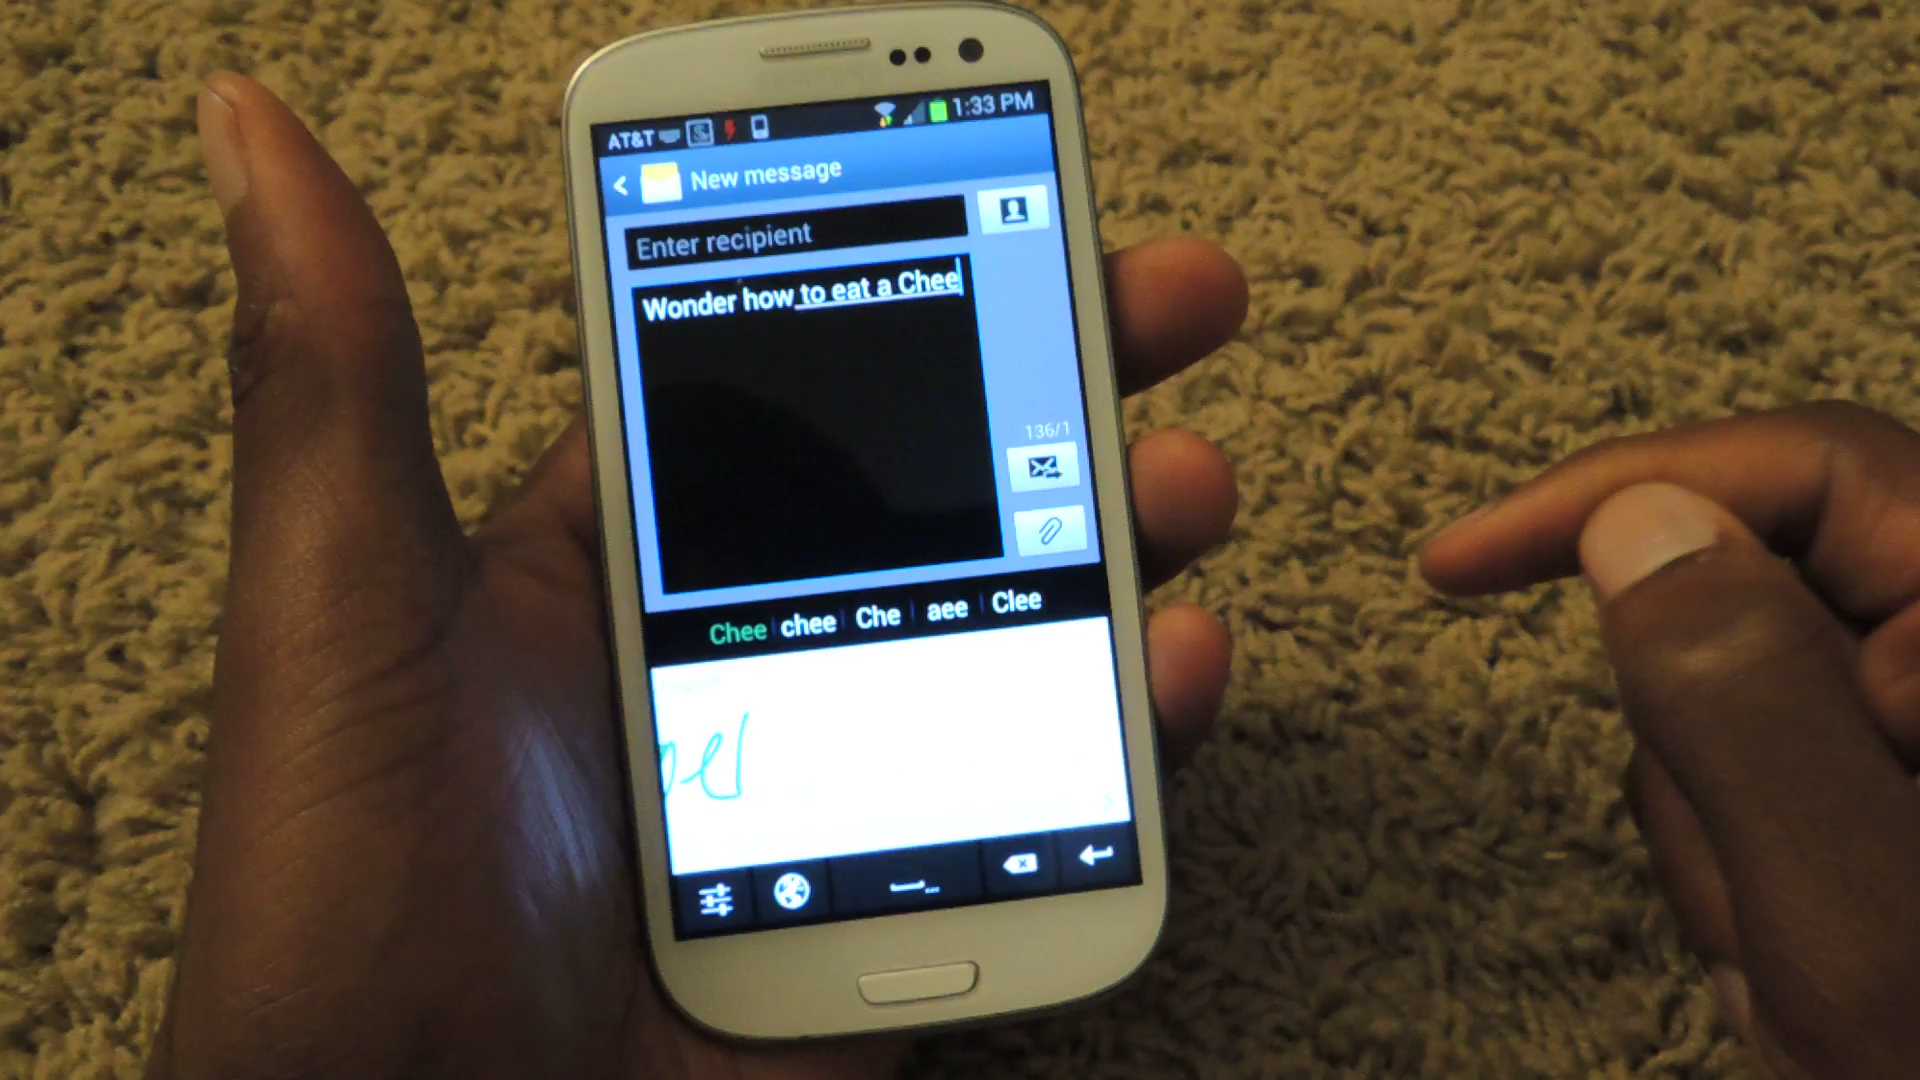 AT&T 1:33 PM
New message
Enter recipient
Wonder how to eat a Chee
136/1
Chee chee Che aee Clee